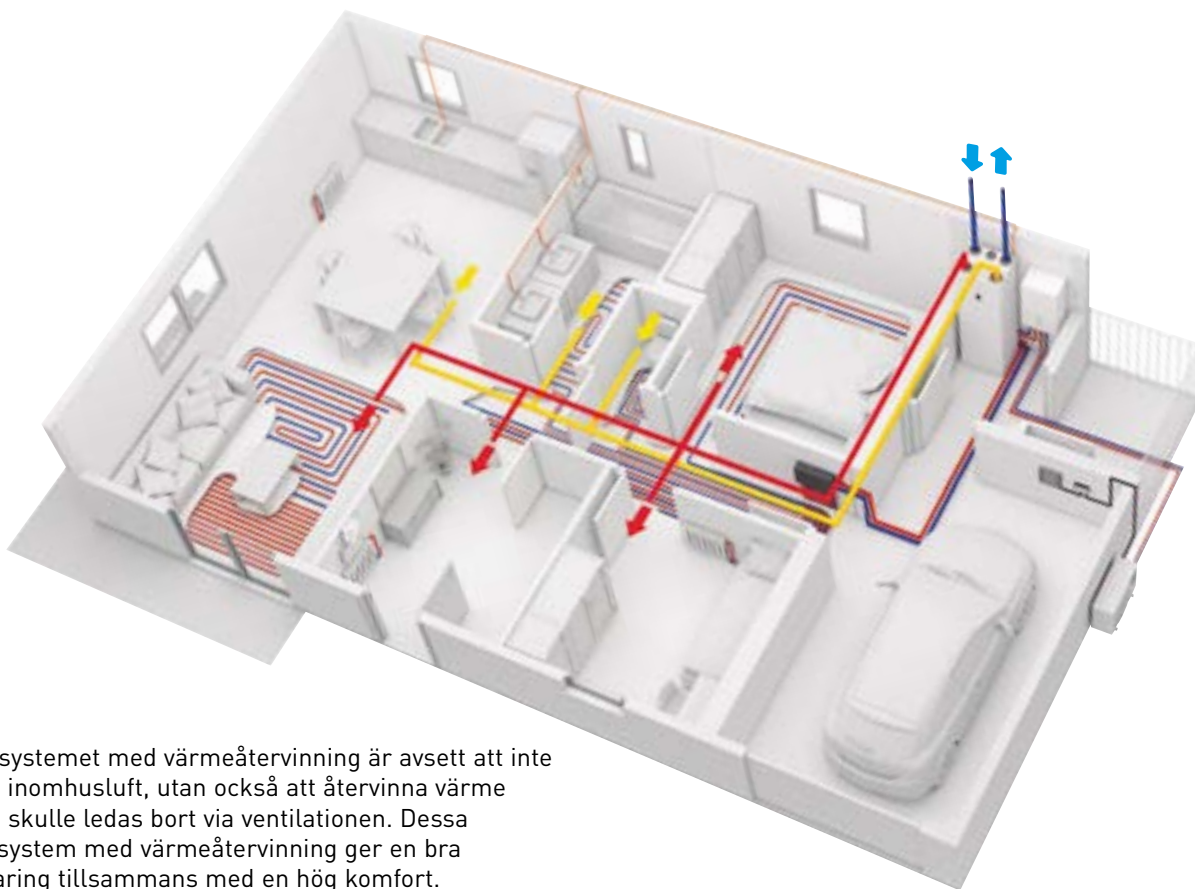 systemet med värmeåtervinning är avsett att inte
inomhusluft, utan också att återvinna värme
skulle ledas bort via ventilationen. Dessa
system med värmeåtervinning ger en bra
aring tillsammans med en hög komfort.